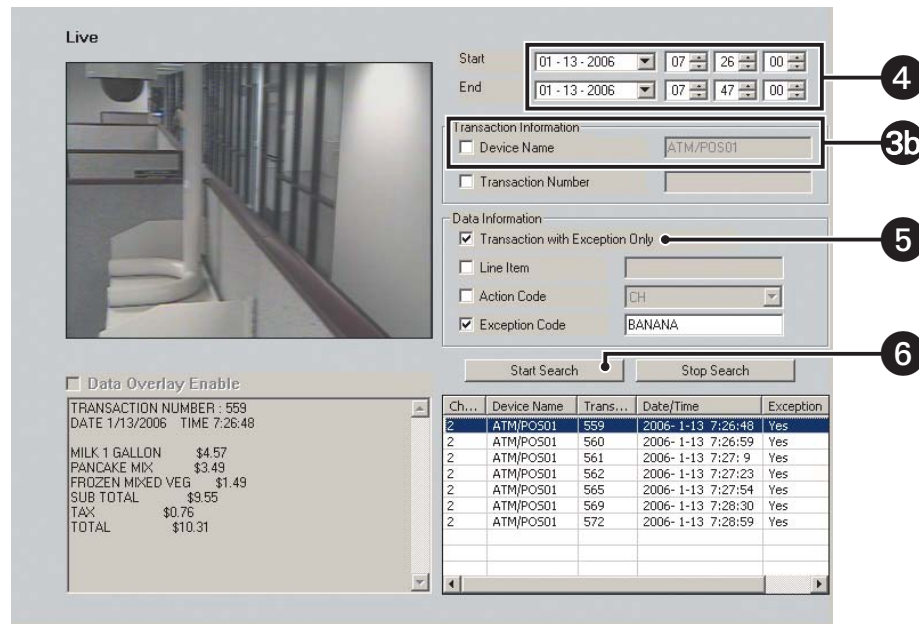 Live
Start 01 - 13 - 2006 07 26 00
End 01 - 13 - 2006 07 47 00
4
Transaction Information
Device Name ATM/POS01
3b
Transaction Number
Data Information
Transaction with Exception Only
5
Line Item
Action Code CH
Exception Code BANANA
Start Search Stop Search
6
Data Overlay Enable
TRANSACTION NUMBER : 559
DATE 1/13/2006 TIME 7:26:48
MILK 1 GALLON $4.57
PANCAKE MIX $3.49
FROZEN MIXED VEG $1.49
SUB TOTAL $9.55
TAX $0.76
TOTAL $10.31
Ch... Device Name Trans... Date/Time Exception
2 ATM/POS01 559 2006- 1-13 7:26:48 Yes
2 ATM/POS01 560 2006- 1-13 7:26:59 Yes
2 ATM/POS01 561 2006- 1-13 7:27: 9 Yes
2 ATM/POS01 562 2006- 1-13 7:27:23 Yes
2 ATM/POS01 565 2006- 1-13 7:27:54 Yes
2 ATM/POS01 569 2006- 1-13 7:28:30 Yes
2 ATM/POS01 572 2006- 1-13 7:28:59 Yes